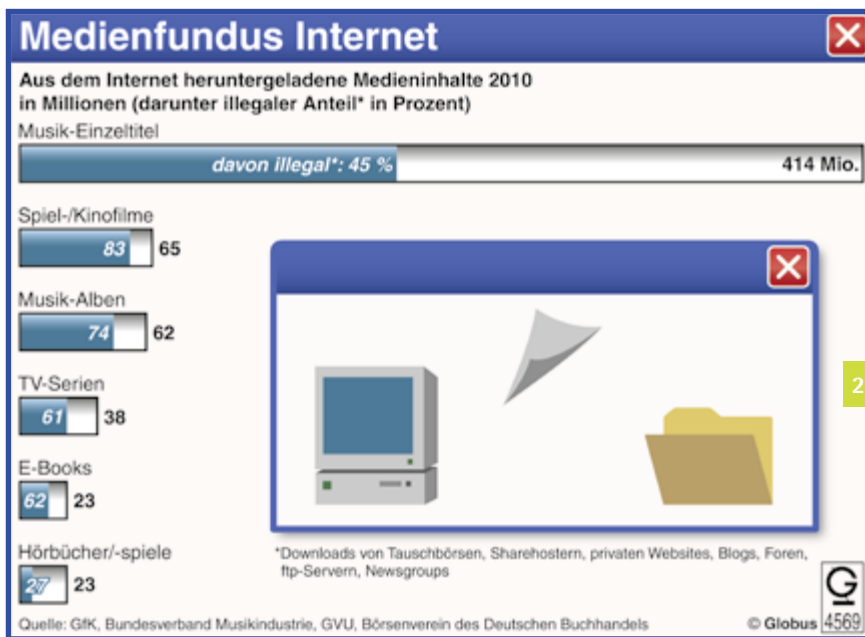 Medienfundus Internet
Aus dem Internet heruntergeladene Medieninhalte 2010
in Millionen (darunter illegaler Anteil* in Prozent)
Musik-Einzeltitel
davon illegal*: 45 % 414 Mio.
Spiel-/Kinofilme
83 65
Musik-Alben
74 62
TV-Serien
61 38
2
E-Books
62 23
Hörbücher/-spiele
27 23
*Downloads von Tauschbörsen, Sharehostern, privaten Websites, Blogs, Foren,
ftp-Servern, Newsgroups
Quelle: GfK, Bundesverband Musikindustrie, GVU, Börsenverein des Deutschen Buchhandels
© Globus
G
4569